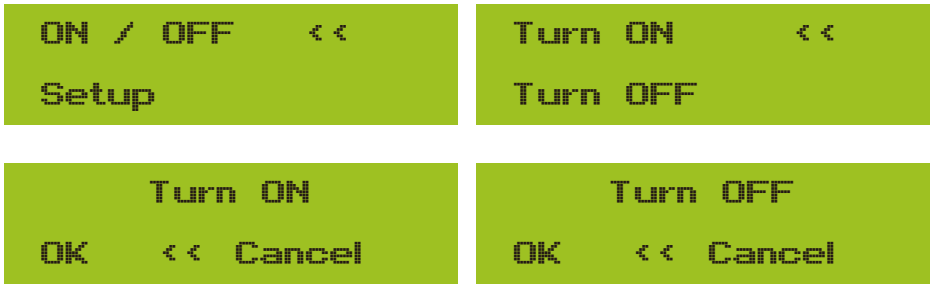 ON / OFF <<
Setup
Turn ON <<
Turn OFF
Turn ON
OK << Cancel
Turn OFF
OK << Cancel